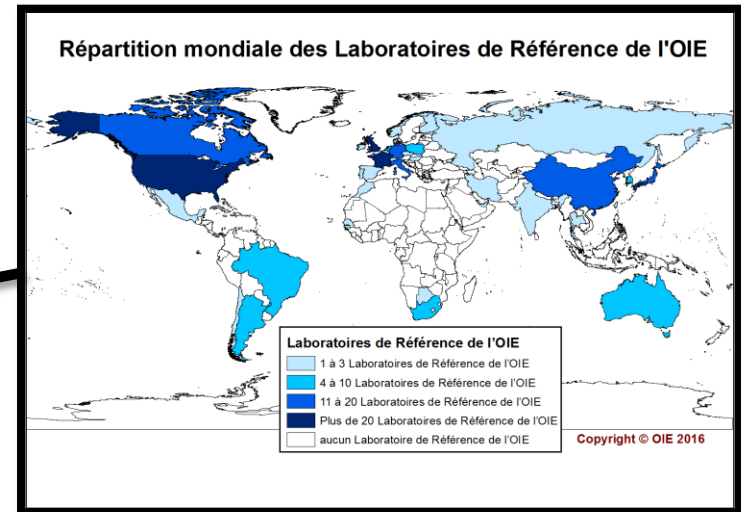 Répartition mondiale des Laboratoires de Référence de l'OIE
Laboratoires de Référence de l'OIE
1 à 3 Laboratoires de Référence de l'OIE
4 à 10 Laboratoires de Référence de l'OIE
11 à 20 Laboratoires de Référence de l'OIE
Plus de 20 Laboratoires de Référence de l'OIE
aucun Laboratoire de Référence de l'OIE
Copyright © OIE 2016